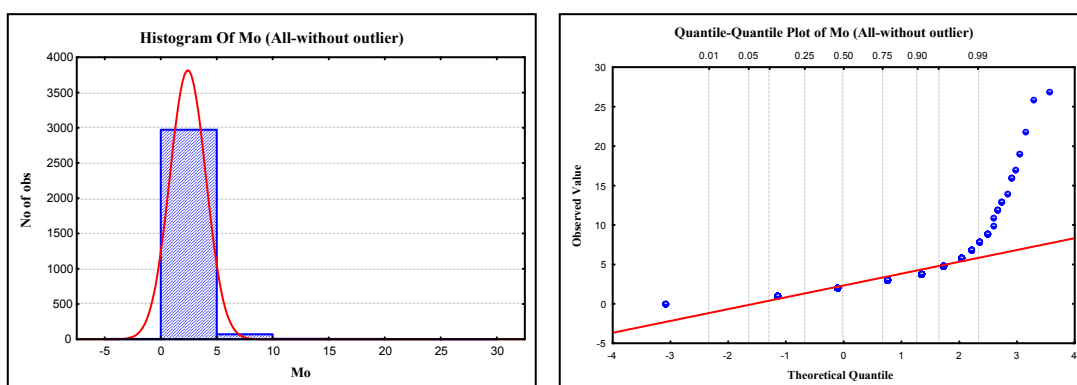 Histogram Of Mo (All-without outlier)
4000
3500
3000
2500
2000
1500
1000
500
0
No of obs
-5 0 5 10 15 20 25 30
Mo
Quantile-Quantile Plot of Mo (All-without outlier)
0.01 0.05 0.25 0.50 0.75 0.90 0.99
30
25
20
15
10
5
0
-5
Observed Value
-4 -3 -2 -1 0 1 2 3 4
Theoretical Quantile